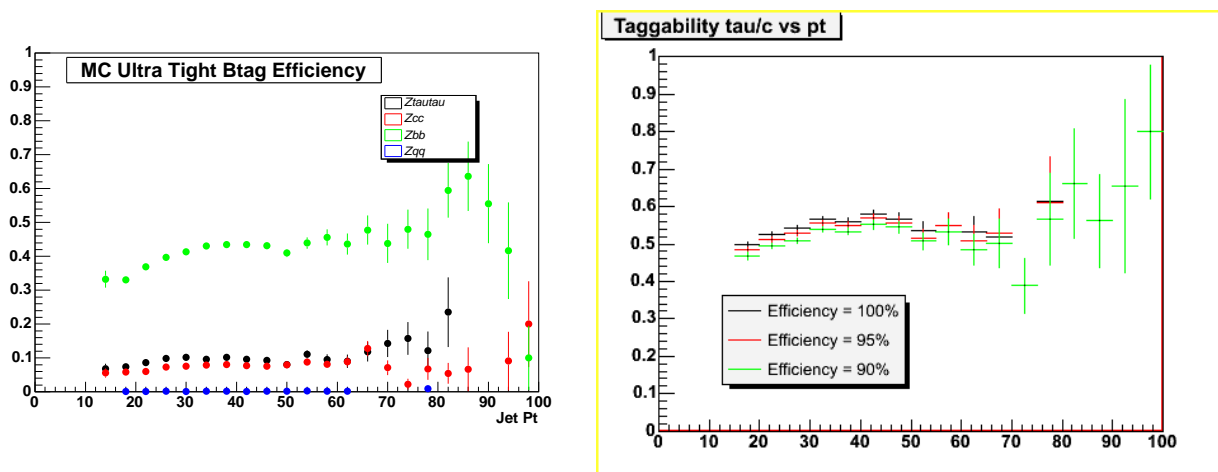 MC Ultra Tight Btag Efficiency
Ztautau
Zcc
Zbb
Zqq
1
0.9
0.8
0.7
0.6
0.5
0.4
0.3
0.2
0.1
0
0 10 20 30 40 50 60 70 80 90 100
Jet Pt
Taggability tau/c vs pt
1
0.9
0.8
0.7
0.6
0.5
0.4
0.3
0.2
0.1
0
Efficiency = 100%
Efficiency = 95%
Efficiency = 90%
0 10 20 30 40 50 60 70 80 90 100